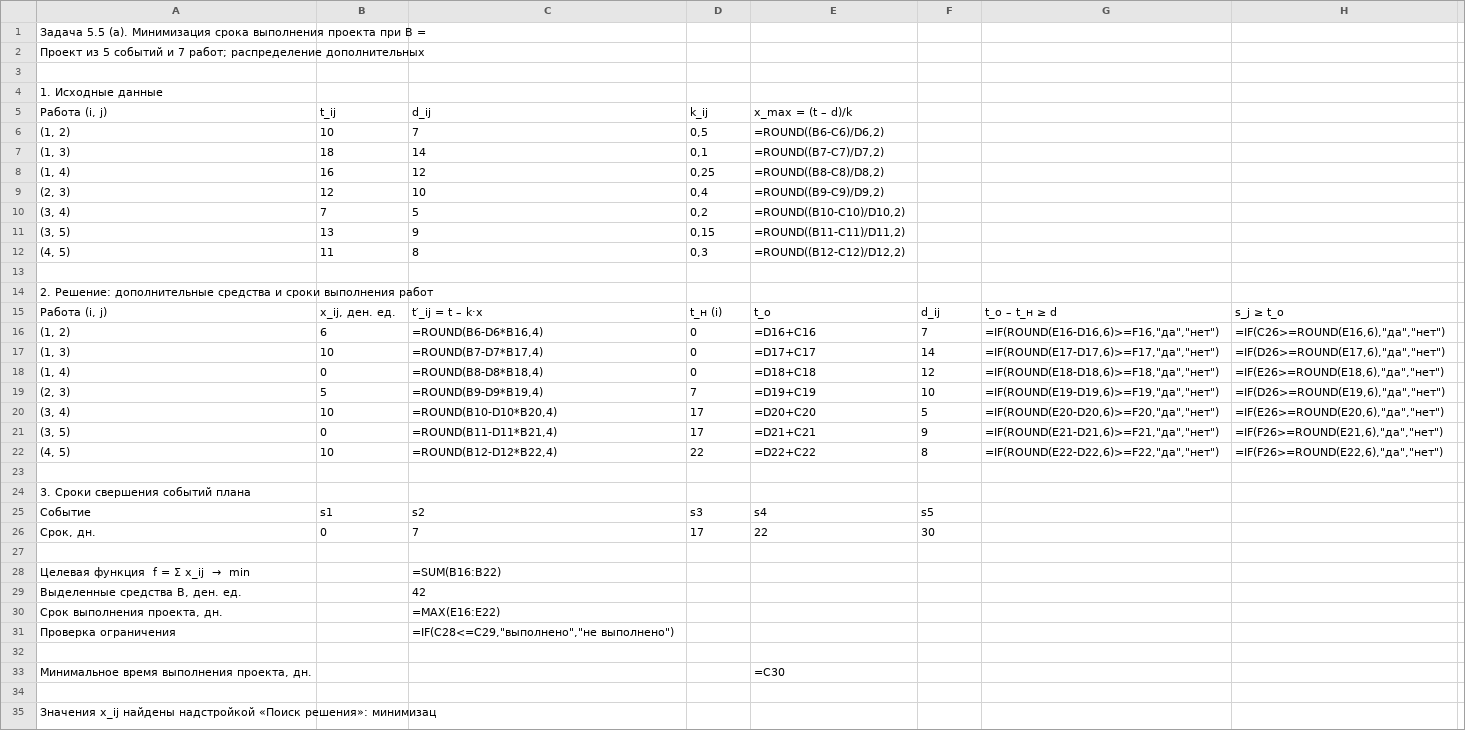 A B C D E F G H
1 Задача 5.5 (а). Минимизация срока выполнения проекта при В =
2 Проект из 5 событий и 7 работ; распределение дополнительных
3
4 1. Исходные данные
5 Работа (i, j) t_ij d_ij k_ij x_max = (t – d)/k
6 (1, 2) 10 7 0,5 =ROUND((B6-C6)/D6,2)
7 (1, 3) 18 14 0,1 =ROUND((B7-C7)/D7,2)
8 (1, 4) 16 12 0,25 =ROUND((B8-C8)/D8,2)
9 (2, 3) 12 10 0,4 =ROUND((B9-C9)/D9,2)
10 (3, 4) 7 5 0,2 =ROUND((B10-C10)/D10,2)
11 (3, 5) 13 9 0,15 =ROUND((B11-C11)/D11,2)
12 (4, 5) 11 8 0,3 =ROUND((B12-C12)/D12,2)
13
14 2. Решение: дополнительные средства и сроки выполнения работ
15 Работа (i, j) x_ij, ден. ед. t′_ij = t – k·x t_н (i) t_о d_ij t_о – t_н ≥ d s_j ≥ t_о
16 (1, 2) 6 =ROUND(B6-D6*B16,4) 0 =D16+C16 7 =IF(ROUND(E16-D16,6)>=F16,"да","нет") =IF(C26>=ROUND(E16,6),"да","нет")
17 (1, 3) 10 =ROUND(B7-D7*B17,4) 0 =D17+C17 14 =IF(ROUND(E17-D17,6)>=F17,"да","нет") =IF(D26>=ROUND(E17,6),"да","нет")
18 (1, 4) 0 =ROUND(B8-D8*B18,4) 0 =D18+C18 12 =IF(ROUND(E18-D18,6)>=F18,"да","нет") =IF(E26>=ROUND(E18,6),"да","нет")
19 (2, 3) 5 =ROUND(B9-D9*B19,4) 7 =D19+C19 10 =IF(ROUND(E19-D19,6)>=F19,"да","нет") =IF(D26>=ROUND(E19,6),"да","нет")
20 (3, 4) 10 =ROUND(B10-D10*B20,4) 17 =D20+C20 5 =IF(ROUND(E20-D20,6)>=F20,"да","нет") =IF(E26>=ROUND(E20,6),"да","нет")
21 (3, 5) 0 =ROUND(B11-D11*B21,4) 17 =D21+C21 9 =IF(ROUND(E21-D21,6)>=F21,"да","нет") =IF(F26>=ROUND(E21,6),"да","нет")
22 (4, 5) 10 =ROUND(B12-D12*B22,4) 22 =D22+C22 8 =IF(ROUND(E22-D22,6)>=F22,"да","нет") =IF(F26>=ROUND(E22,6),"да","нет")
23
24 3. Сроки свершения событий плана
25 Событие s1 s2 s3 s4 s5
26 Срок, дн. 0 7 17 22 30
27
28 Целевая функция f = Σ x_ij → min =SUM(B16:B22)
29 Выделенные средства В, ден. ед. 42
30 Срок выполнения проекта, дн. =MAX(E16:E22)
31 Проверка ограничения =IF(C28<=C29,"выполнено","не выполнено")
32
33 Минимальное время выполнения проекта, дн. =C30
34
35 Значения x_ij найдены надстройкой «Поиск решения»: минимизац